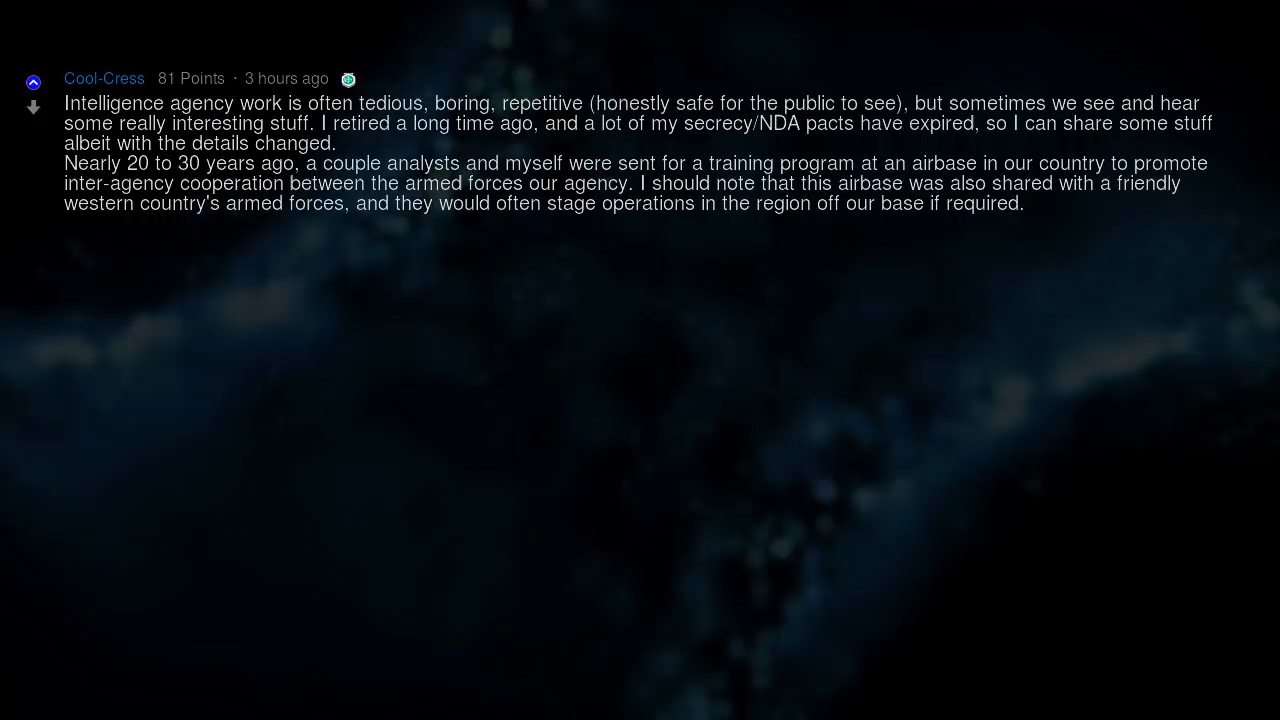 Cool-Cress 81 Points · 3 hours ago
Intelligence agency work is often tedious, boring, repetitive (honestly safe for the public to see), but sometimes we see and hear
some really interesting stuff. I retired a long time ago, and a lot of my secrecy/NDA pacts have expired, so I can share some stuff
albeit with the details changed.
Nearly 20 to 30 years ago, a couple analysts and myself were sent for a training program at an airbase in our country to promote
inter-agency cooperation between the armed forces our agency. I should note that this airbase was also shared with a friendly
western country's armed forces, and they would often stage operations in the region off our base if required.